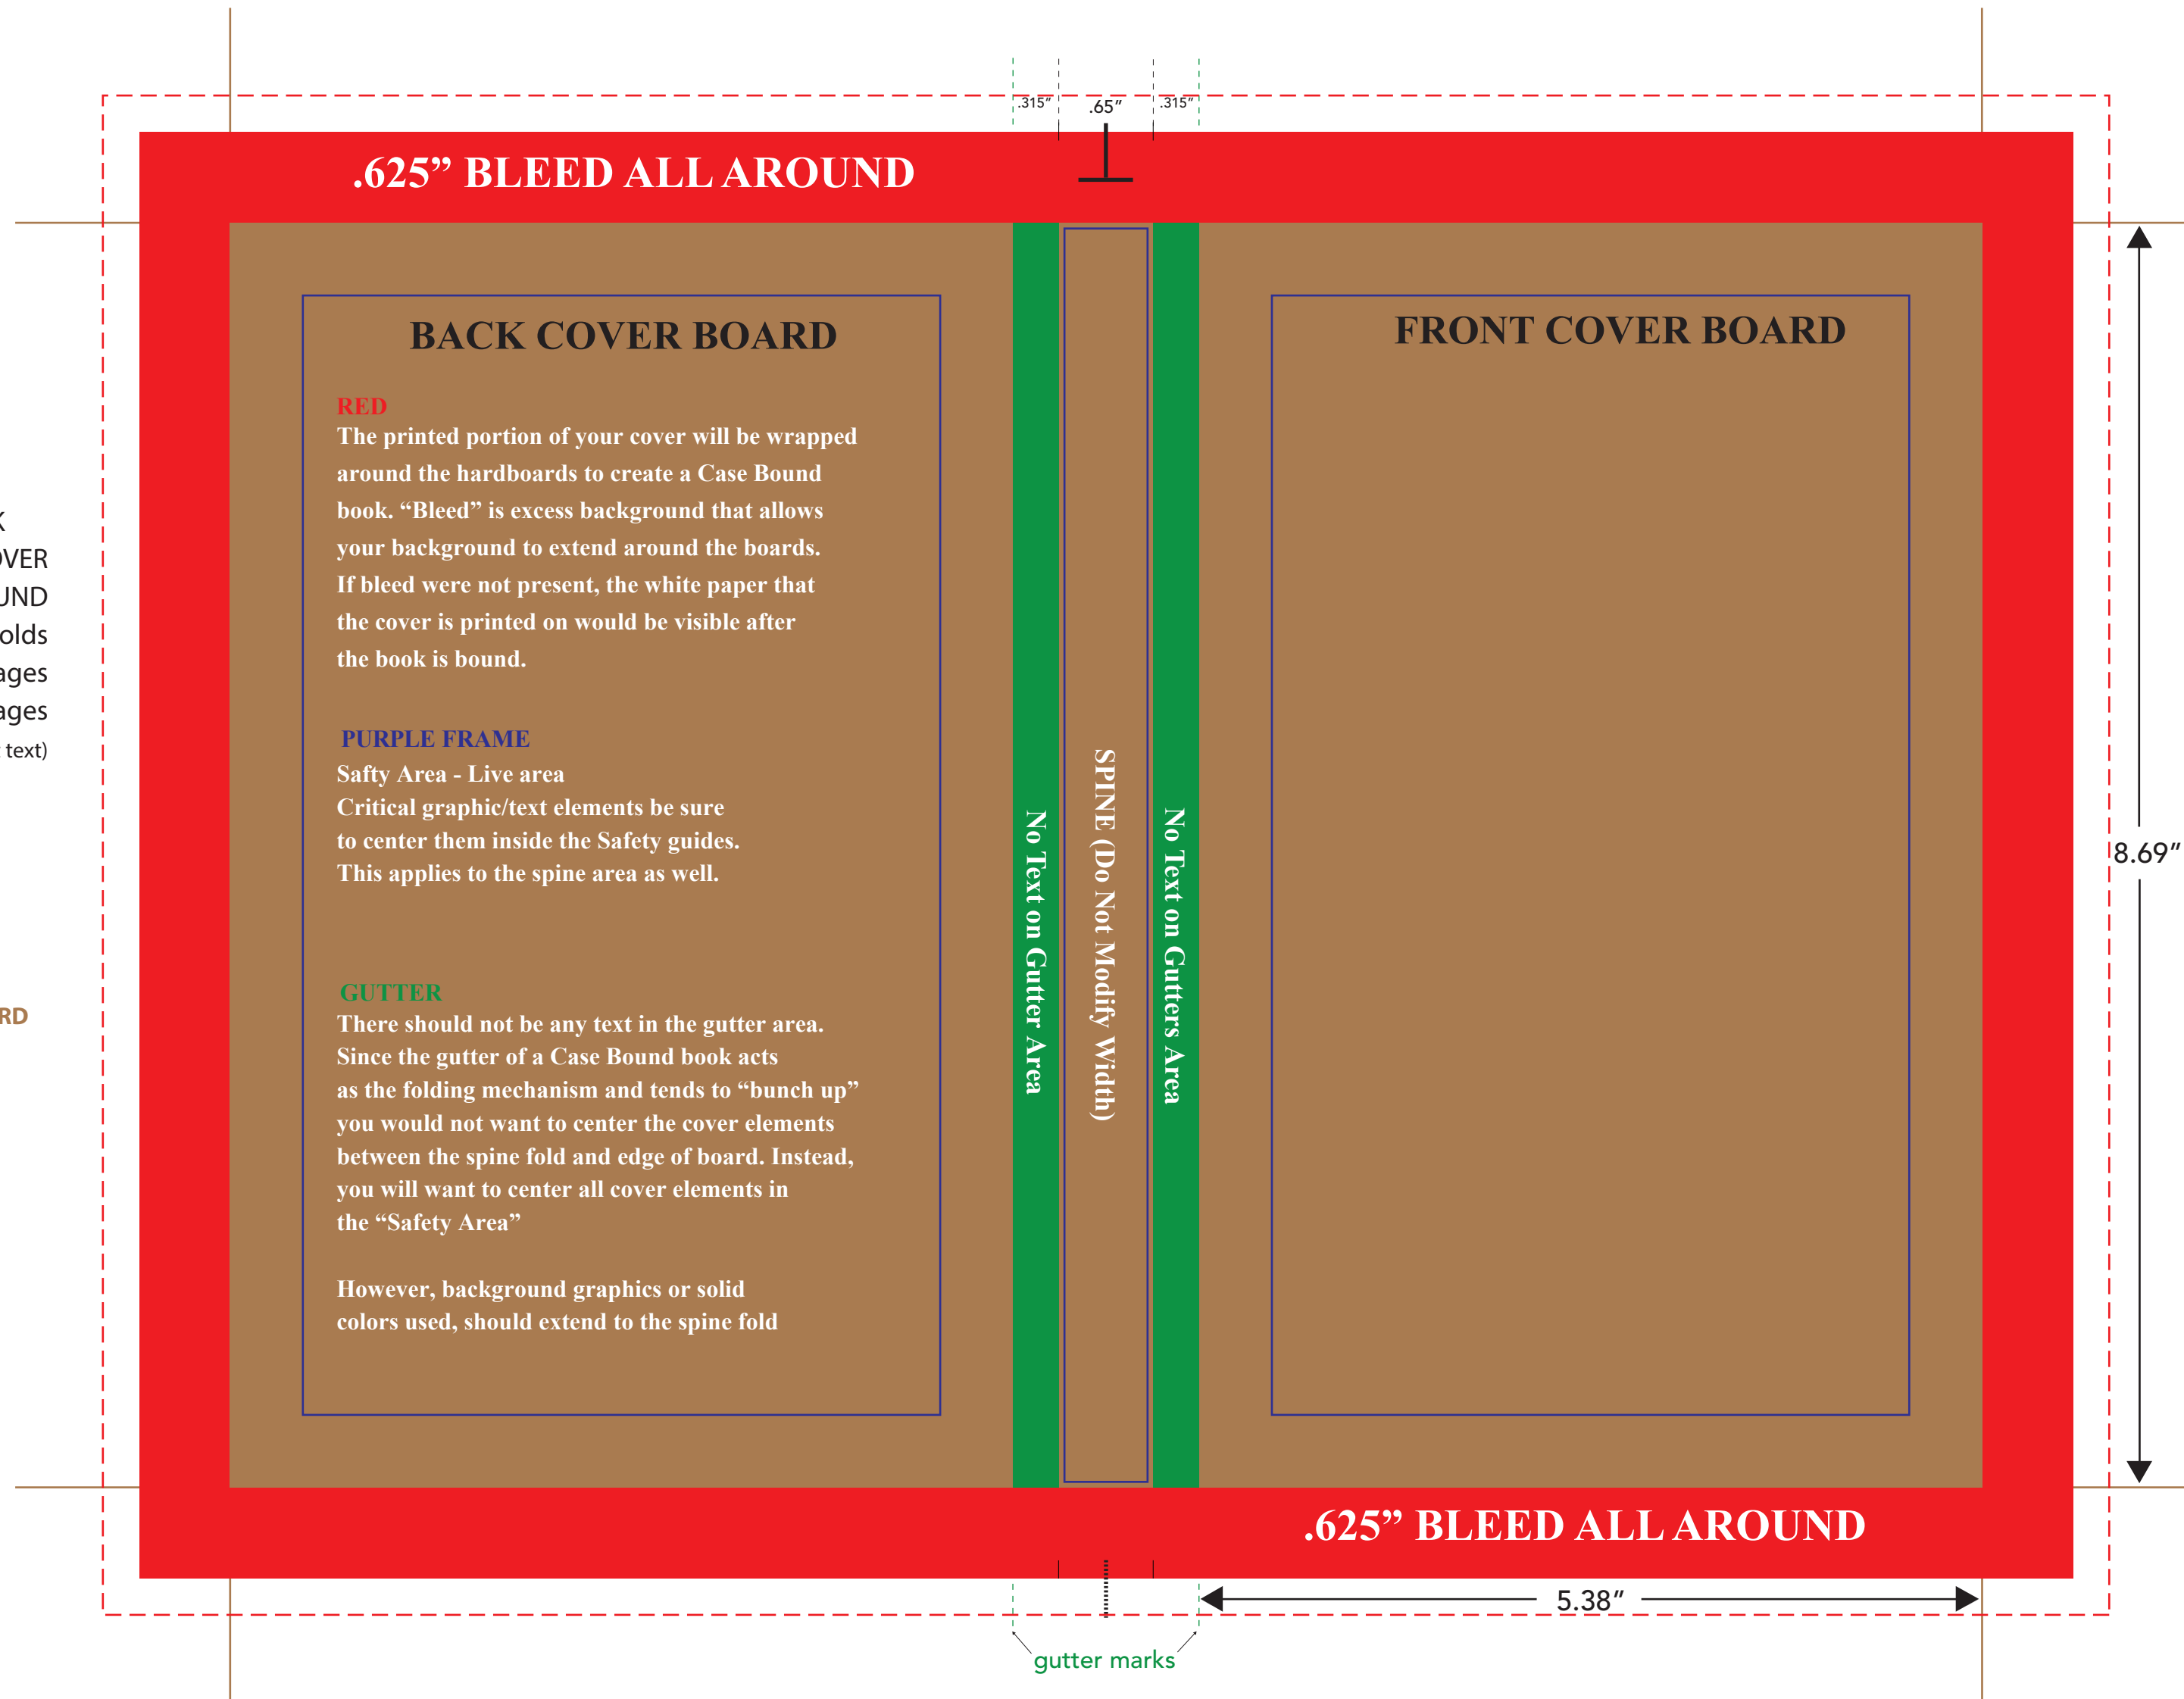 .315”
.65”
.315”
.625” BLEED ALL AROUND
BACK COVER BOARD
RED
The printed portion of your cover will be wrapped
around the hardboards to create a Case Bound
book. “Bleed” is excess background that allows
your background to extend around the boards.
If bleed were not present, the white paper that
the cover is printed on would be visible after
the book is bound.
PURPLE FRAME
Safty Area - Live area
Critical graphic/text elements be sure
to center them inside the Safety guides.
This applies to the spine area as well.
GUTTER
There should not be any text in the gutter area.
Since the gutter of a Case Bound book acts
as the folding mechanism and tends to “bunch up”
you would not want to center the cover elements
between the spine fold and edge of board. Instead,
you will want to center all cover elements in
the “Safety Area”
However, background graphics or solid
colors used, should extend to the spine fold
No Text on Gutter Area
SPINE (Do Not Modify Width)
No Text on Gutters Area
FRONT COVER BOARD
8.69”
.625” BLEED ALL AROUND
5.38”
gutter marks
text)